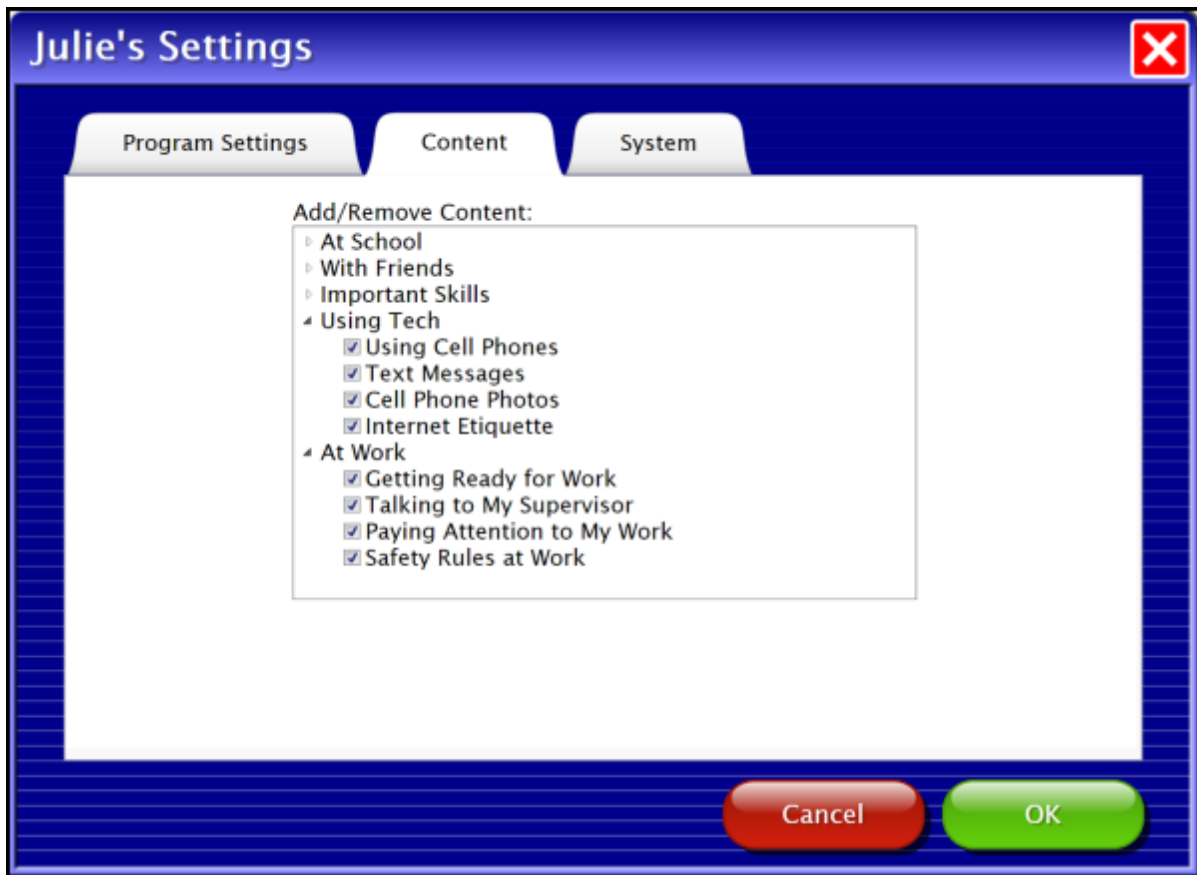 Julie's Settings
Program Settings
Content
System
Add/Remove Content:
At School
With Friends
Important Skills
Using Tech
Using Cell Phones
Text Messages
Cell Phone Photos
Internet Etiquette
At Work
Getting Ready for Work
Talking to My Supervisor
Paying Attention to My Work
Safety Rules at Work
Cancel
OK